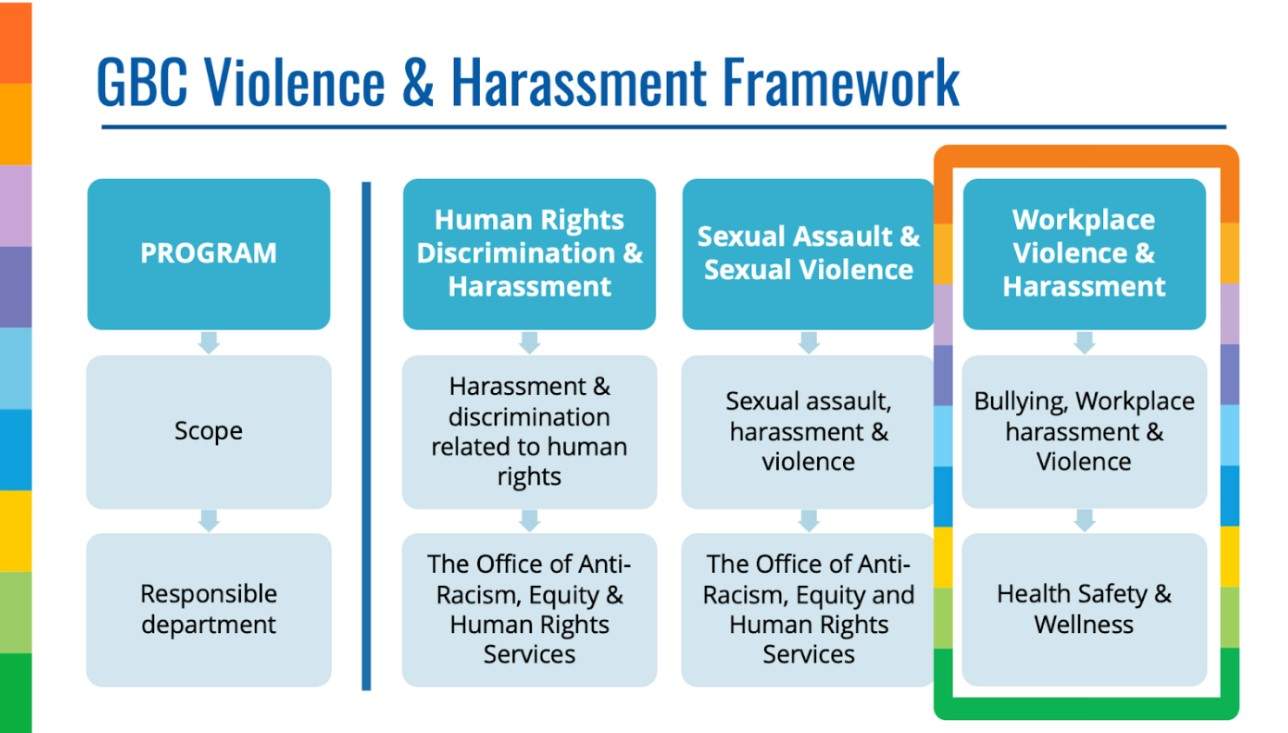 GBC Violence & Harassment Framework
PROGRAM
Scope
Responsible
department
Human Rights
Discrimination &
Harassment
Harassment &
discrimination
related to human
rights
The Office of Anti-
Racism, Equity &
Human Rights
Services
Sexual Assault &
Sexual Violence
Sexual assault,
harassment &
violence
The Office of Anti-
Racism, Equity and
Human Rights
Services
Workplace
Violence &
Harassment
Bullying, Workplace
harassment &
Violence
Health Safety &
Wellness